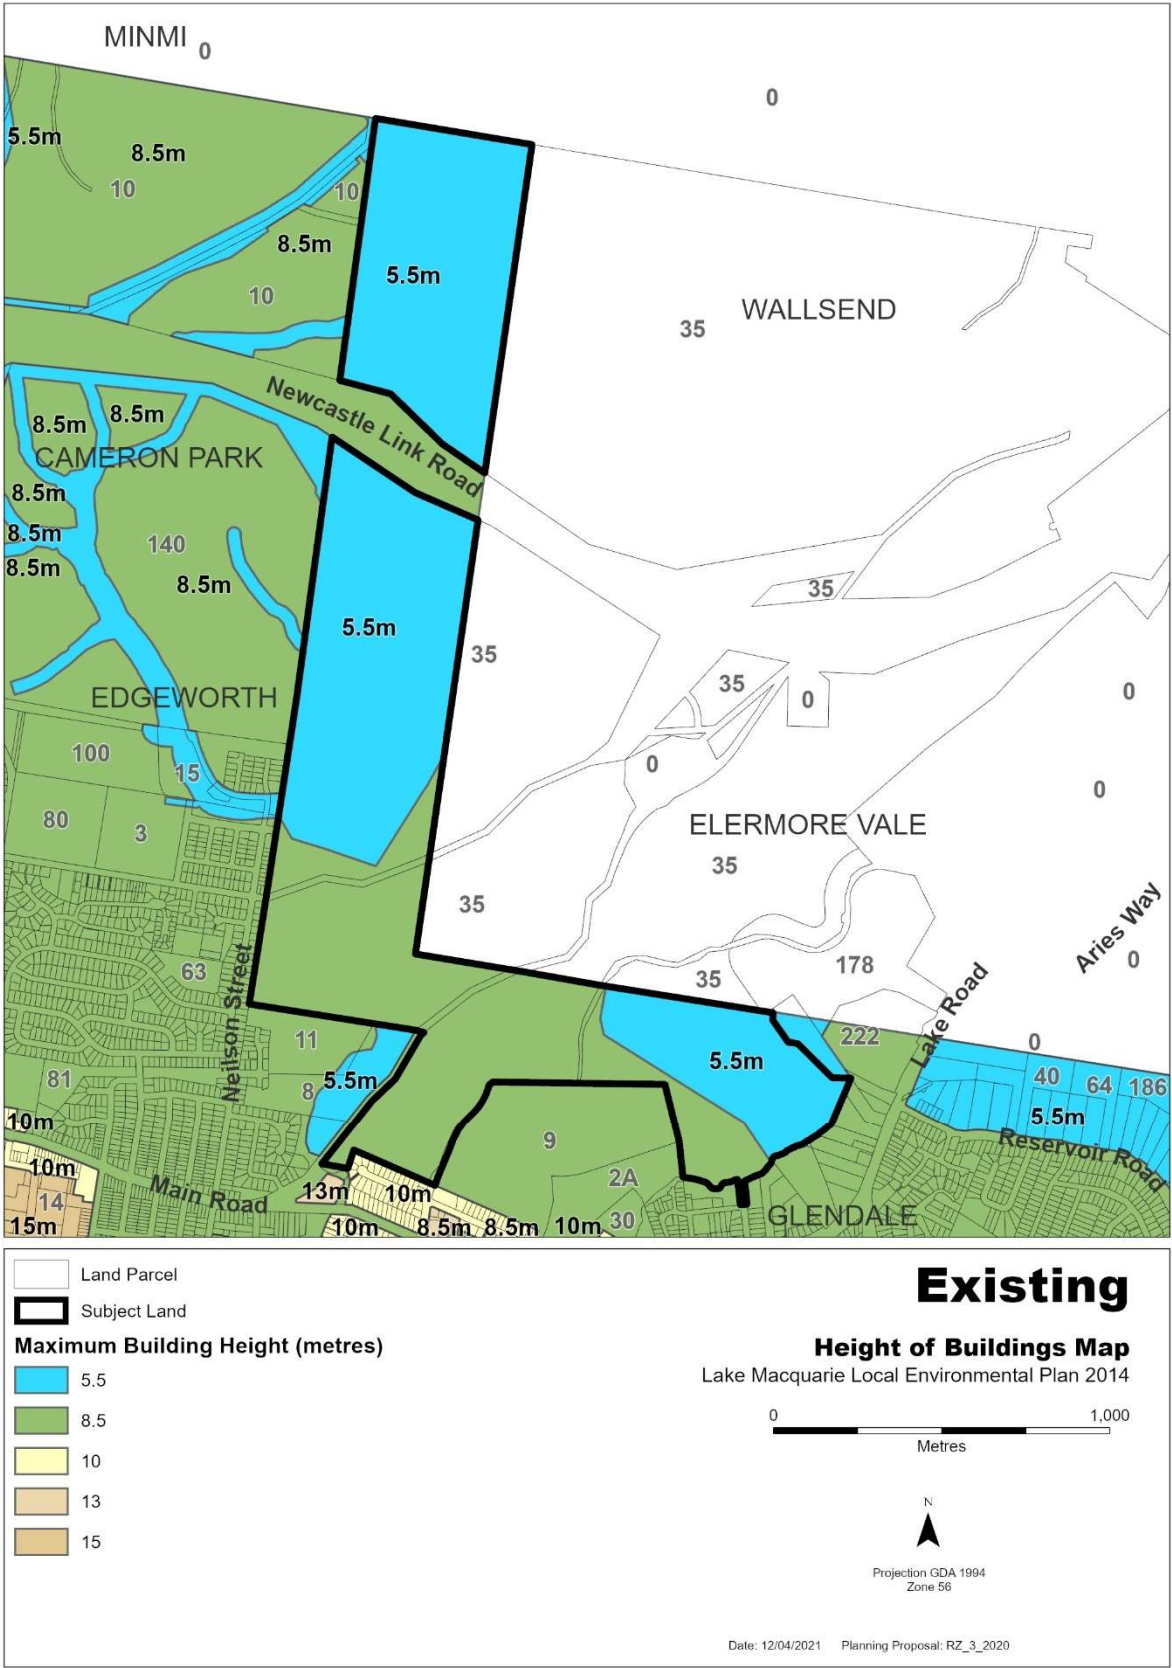 MINMI 0
0
5.5m
8.5m
10
10
8.5m
5.5m
10
WALLSEND
35
Newcastle Link Road
8.5m
8.5m
CAMERON PARK
8.5m
8.5m
140
8.5m
8.5m
35
5.5m
35
35
EDGEWORTH
0
0
100
0
15
0
80
3
ELERMORE VALE
35
35
Aries Way
0
63
178
35
Neilson Street
Lake Road
11
222
0
5.5m
81
8
5.5m
40
64
186
5.5m
10m
9
Reservoir Road
10m
2A
14
Main Road
13m
10m
15m
10m
8.5m
8.5m
10m
30
GLENDALE
Land Parcel
Subject Land
Maximum Building Height (metres)
5.5
8.5
10
13
15
Existing
Height of Buildings Map
Lake Macquarie Local Environmental Plan 2014
0 1,000
Metres
N
Projection GDA 1994
Zone 56
Date: 12/04/2021 Planning Proposal: RZ_3_2020